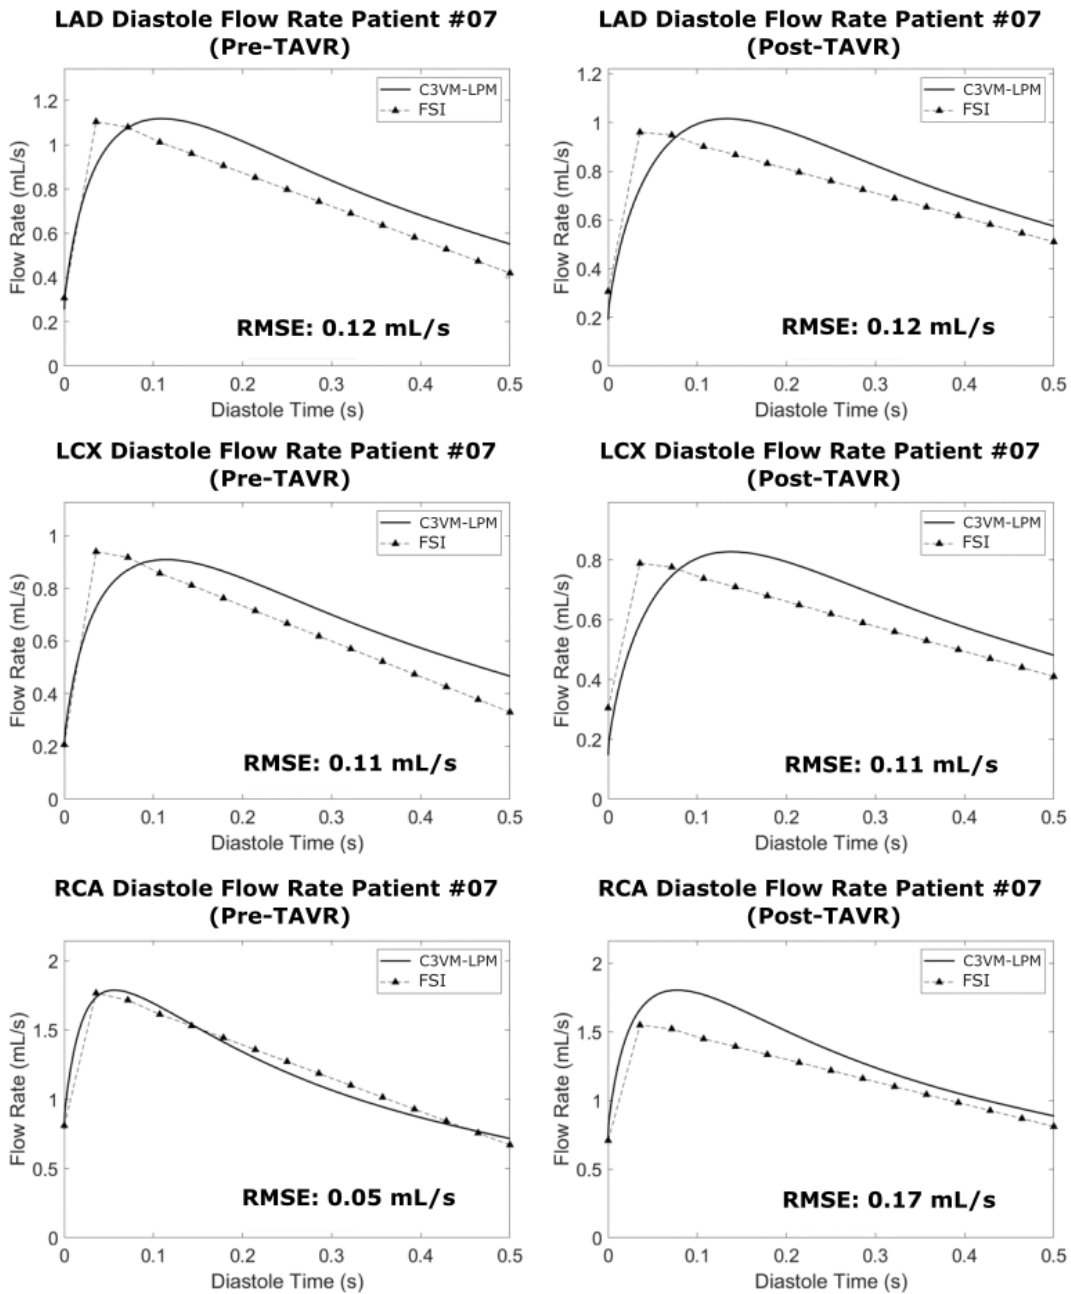 LAD Diastole Flow Rate Patient #07
(Pre-TAVR)
C3VM-LPM
FSI
Flow Rate (mL/s)
1.2
1
0.8
0.6
0.4
0.2
0
RMSE: 0.12 mL/s
0 0.1 0.2 0.3 0.4 0.5
Diastole Time (s)
LAD Diastole Flow Rate Patient #07
(Post-TAVR)
C3VM-LPM
FSI
Flow Rate (mL/s)
1.2
1
0.8
0.6
0.4
0.2
0
RMSE: 0.12 mL/s
0 0.1 0.2 0.3 0.4 0.5
Diastole Time (s)
LCX Diastole Flow Rate Patient #07
(Pre-TAVR)
C3VM-LPM
FSI
Flow Rate (mL/s)
1
0.8
0.6
0.4
0.2
0
RMSE: 0.11 mL/s
0 0.1 0.2 0.3 0.4 0.5
Diastole Time (s)
LCX Diastole Flow Rate Patient #07
(Post-TAVR)
C3VM-LPM
FSI
Flow Rate (mL/s)
0.8
0.6
0.4
0.2
0
RMSE: 0.11 mL/s
0 0.1 0.2 0.3 0.4 0.5
Diastole Time (s)
RCA Diastole Flow Rate Patient #07
(Pre-TAVR)
C3VM-LPM
FSI
Flow Rate (mL/s)
2
1.5
1
0.5
0
RMSE: 0.05 mL/s
0 0.1 0.2 0.3 0.4 0.5
Diastole Time (s)
RCA Diastole Flow Rate Patient #07
(Post-TAVR)
C3VM-LPM
FSI
Flow Rate (mL/s)
2
1.5
1
0.5
0
RMSE: 0.17 mL/s
0 0.1 0.2 0.3 0.4 0.5
Diastole Time (s)